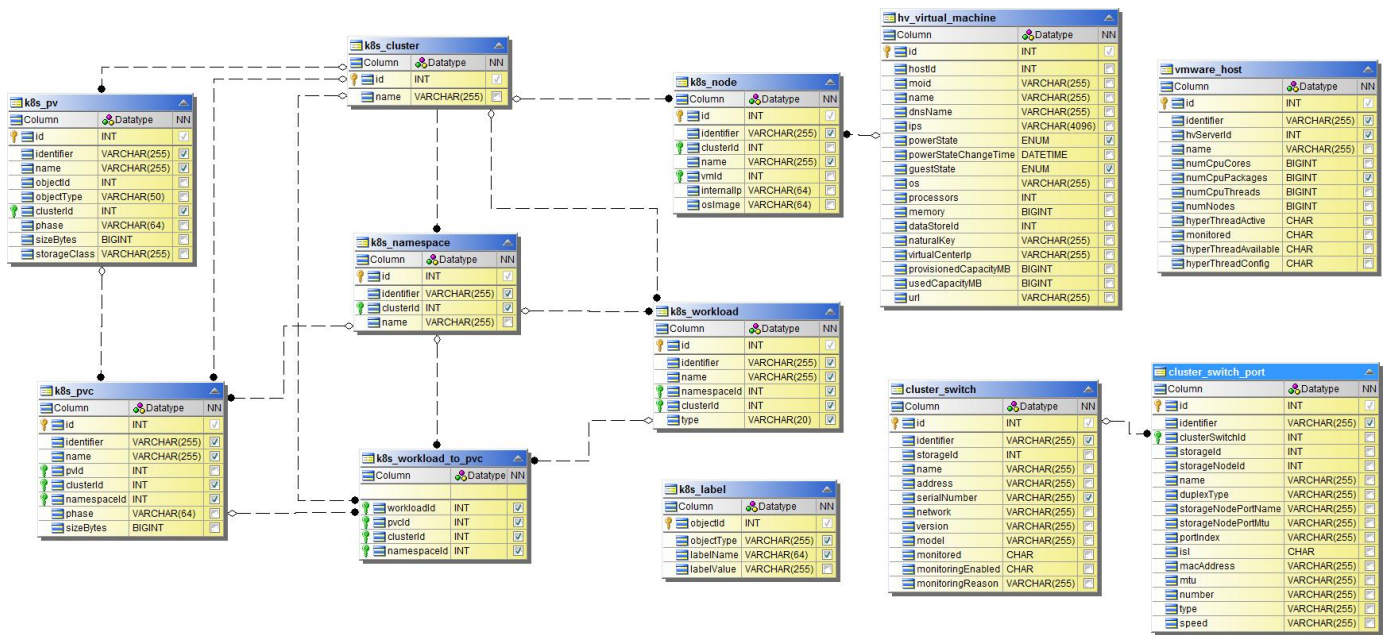 k8s_cluster
Column Datatype NN
id INT
name VARCHAR(255)
k8s_pv
Column Datatype NN
id INT
identifier VARCHAR(255)
name VARCHAR(255)
objectId INT
objectType VARCHAR(50)
clusterId INT
phase VARCHAR(64)
sizeBytes BIGINT
storageClass VARCHAR(255)
k8s_node
Column Datatype NN
id INT
identifier VARCHAR(255)
clusterId INT
name VARCHAR(255)
vmId INT
internalIp VARCHAR(64)
osImage VARCHAR(64)
hv_virtual_machine
Column Datatype NN
id INT
hostId INT
moid VARCHAR(255)
name VARCHAR(255)
dnsName VARCHAR(255)
ips VARCHAR(4096)
powerState ENUM
powerStateChangeTime DATETIME
guestState ENUM
os VARCHAR(255)
processors INT
memory BIGINT
dataStoreId INT
naturalKey VARCHAR(255)
virtualCenterIp VARCHAR(255)
provisionedCapacityMB BIGINT
usedCapacityMB BIGINT
url VARCHAR(255)
vmware_host
Column Datatype NN
id INT
identifier VARCHAR(255)
hvServerId INT
name VARCHAR(255)
numCpuCores BIGINT
numCpuPackages BIGINT
numCpuThreads BIGINT
numNodes BIGINT
hyperThreadActive CHAR
monitored CHAR
hyperThreadAvailable CHAR
hyperThreadConfig CHAR
k8s_namespace
Column Datatype NN
id INT
identifier VARCHAR(255)
clusterId INT
name VARCHAR(255)
k8s_workload
Column Datatype NN
id INT
identifier VARCHAR(255)
name VARCHAR(255)
namespaceId INT
clusterId INT
type VARCHAR(20)
k8s_pvc
Column Datatype NN
id INT
identifier VARCHAR(255)
name VARCHAR(255)
pvId INT
clusterId INT
namespaceId INT
phase VARCHAR(64)
sizeBytes BIGINT
k8s_workload_to_pvc
Column Datatype NN
workloadId INT
pvcId INT
clusterId INT
namespaceId INT
k8s_label
Column Datatype NN
objectId INT
objectType VARCHAR(255)
labelName VARCHAR(64)
labelValue VARCHAR(255)
cluster_switch
Column Datatype NN
id INT
identifier VARCHAR(255)
storageId INT
name VARCHAR(255)
address VARCHAR(255)
serialNumber VARCHAR(255)
network VARCHAR(255)
version VARCHAR(255)
model VARCHAR(255)
monitored CHAR
monitoringEnabled CHAR
monitoringReason VARCHAR(255)
cluster_switch_port
Column Datatype NN
id INT
identifier VARCHAR(255)
clusterSwitchId INT
storageId INT
storageNodeId INT
name VARCHAR(255)
duplexType VARCHAR(255)
storageNodePortName VARCHAR(255)
storageNodePortMtu VARCHAR(255)
portIndex VARCHAR(255)
isl CHAR
macAddress VARCHAR(255)
mtu VARCHAR(255)
number VARCHAR(255)
type VARCHAR(255)
speed VARCHAR(255)